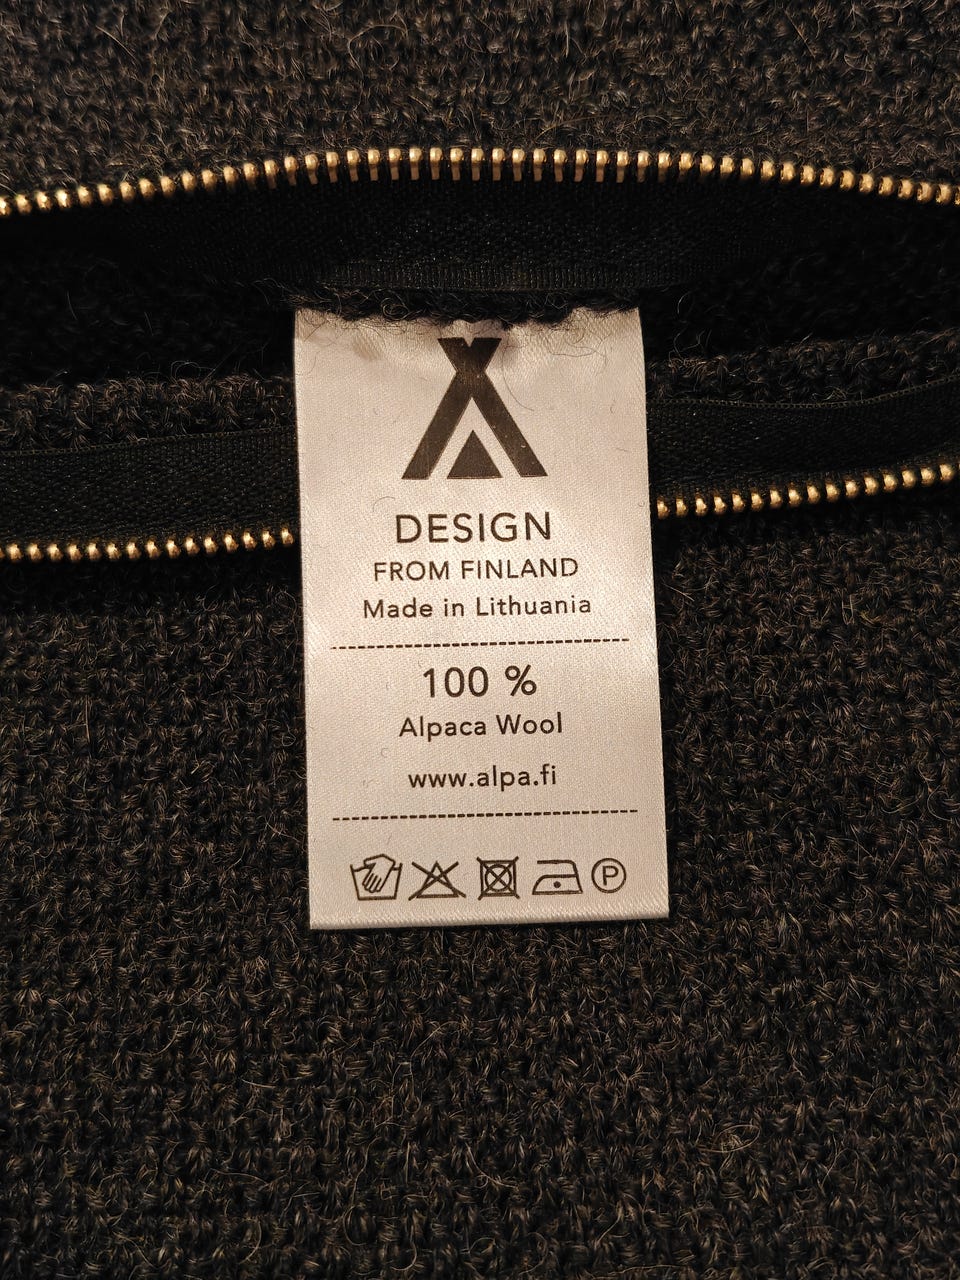 DESIGN
FROM FINLAND
Made in Lithuania
100 %
Alpaca Wool
www.alpa.fi
P